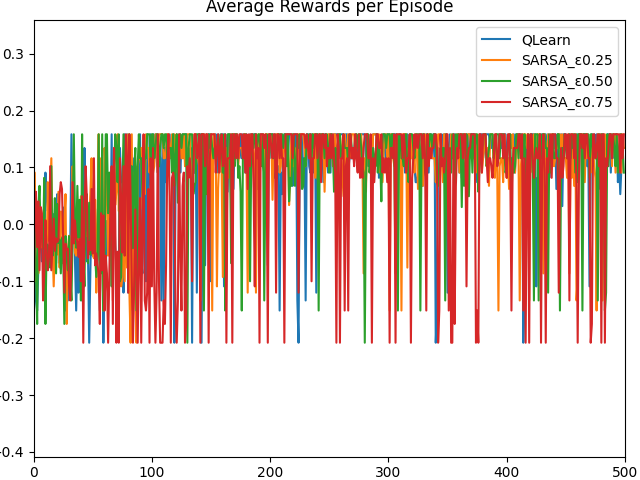 Average Rewards per Episode
QLearn
SARSA_ε0.25
SARSA_ε0.50
SARSA_ε0.75
0.3
0.2
0.1
0.0
-0.1
-0.2
-0.3
-0.4
0 100 200 300 400 500